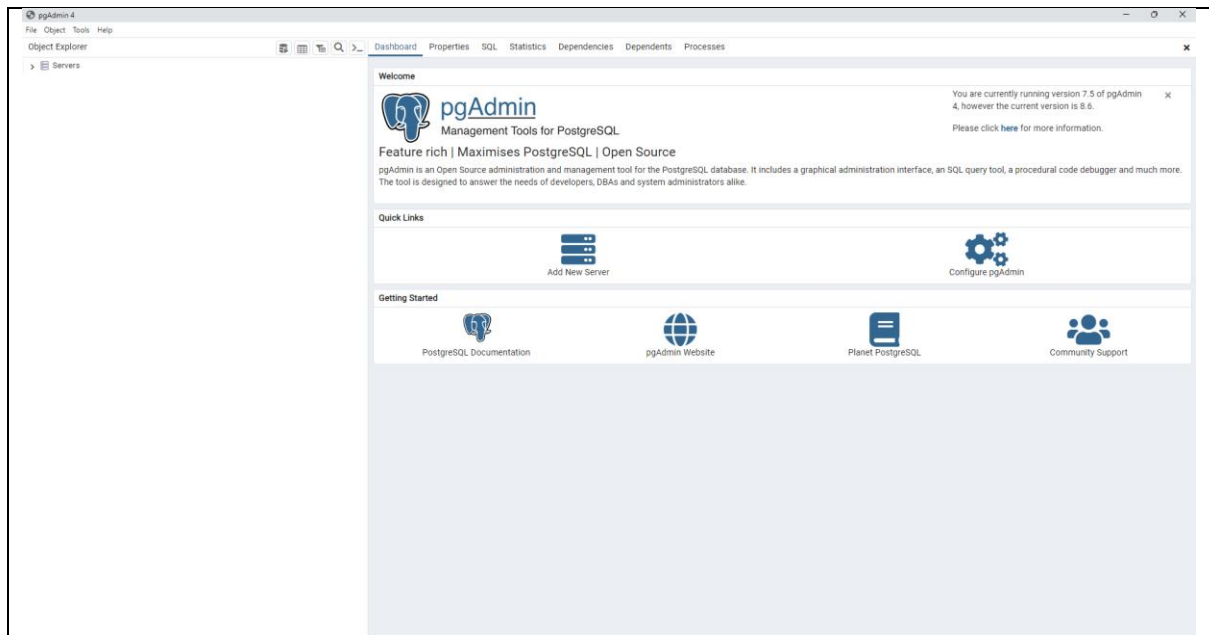 pgAdmin 4
File Object Tools Help
Object Explorer
Dashboard Properties SQL Statistics Dependencies Dependents Processes
Servers
Welcome
pgAdmin
Management Tools for PostgreSQL
You are currently running version 7.5 of pgAdmin
4, however the current version is 8.6.
Please click here for more information.
Feature rich | Maximises PostgreSQL | Open Source
pgAdmin is an Open Source administration and management tool for the PostgreSQL database. It includes a graphical administration interface, an SQL query tool, a procedural code debugger and much more.
The tool is designed to answer the needs of developers, DBAs and system administrators alike.
Quick Links
Add New Server
Configure pgAdmin
Getting Started
PostgreSQL Documentation
pgAdmin Website
Planet PostgreSQL
Community Support